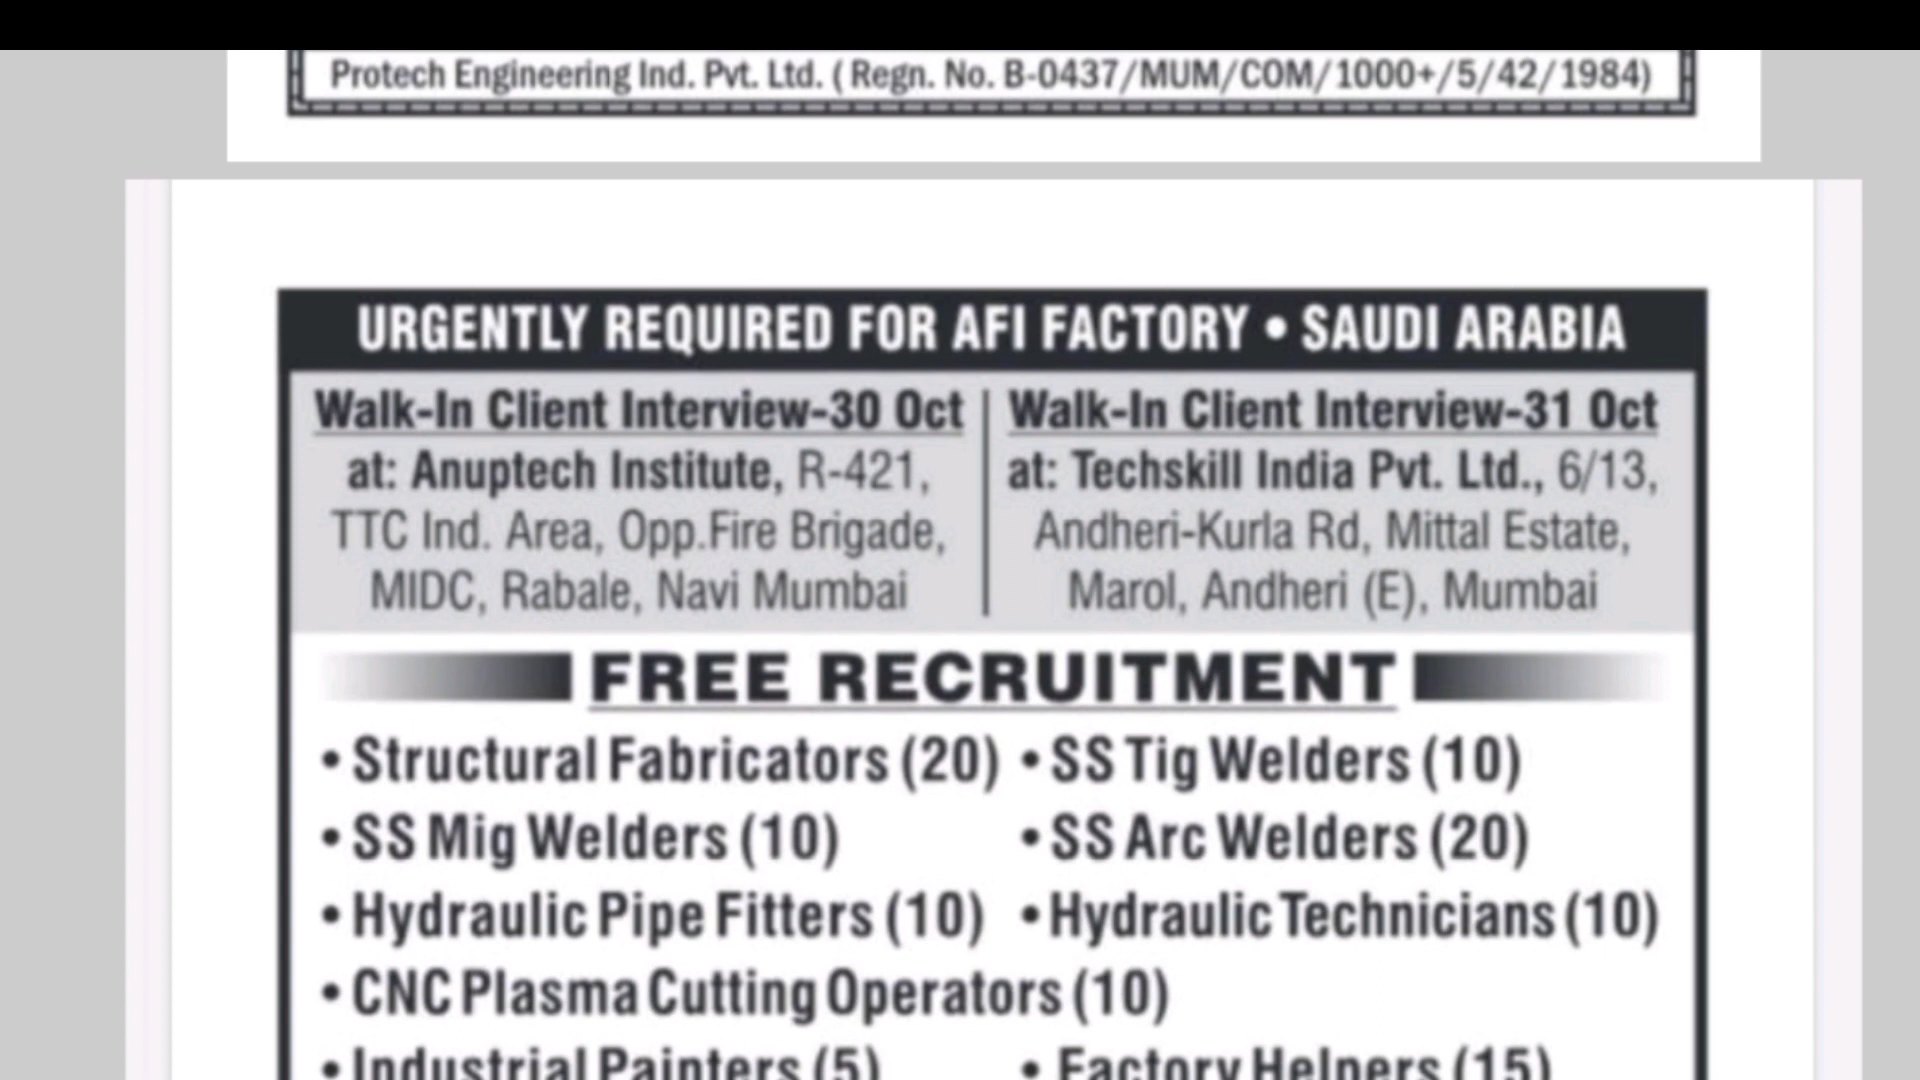 Protech Engineering Ind. Pvt. Ltd. ( Regn. No. B-0437/MUM/COM/1000+/5/42/1984)
URGENTLY REQUIRED FOR AFI FACTORY • SAUDI ARABIA
Walk-In Client Interview-30 Oct
at: Anuptech Institute, R-421,
TTC Ind. Area, Opp.Fire Brigade,
MIDC, Rabale, Navi Mumbai
Walk-In Client Interview-31 Oct
at: Techskill India Pvt. Ltd., 6/13,
Andheri-Kurla Rd, Mittal Estate,
Marol, Andheri (E), Mumbai
FREE RECRUITMENT
• Structural Fabricators (20) • SS Tig Welders (10)
• SS Mig Welders (10) • SS Arc Welders (20)
• Hydraulic Pipe Fitters (10) • Hydraulic Technicians (10)
• CNC Plasma Cutting Operators (10)
• Industrial Painters (5) • Factory Helpers (15)